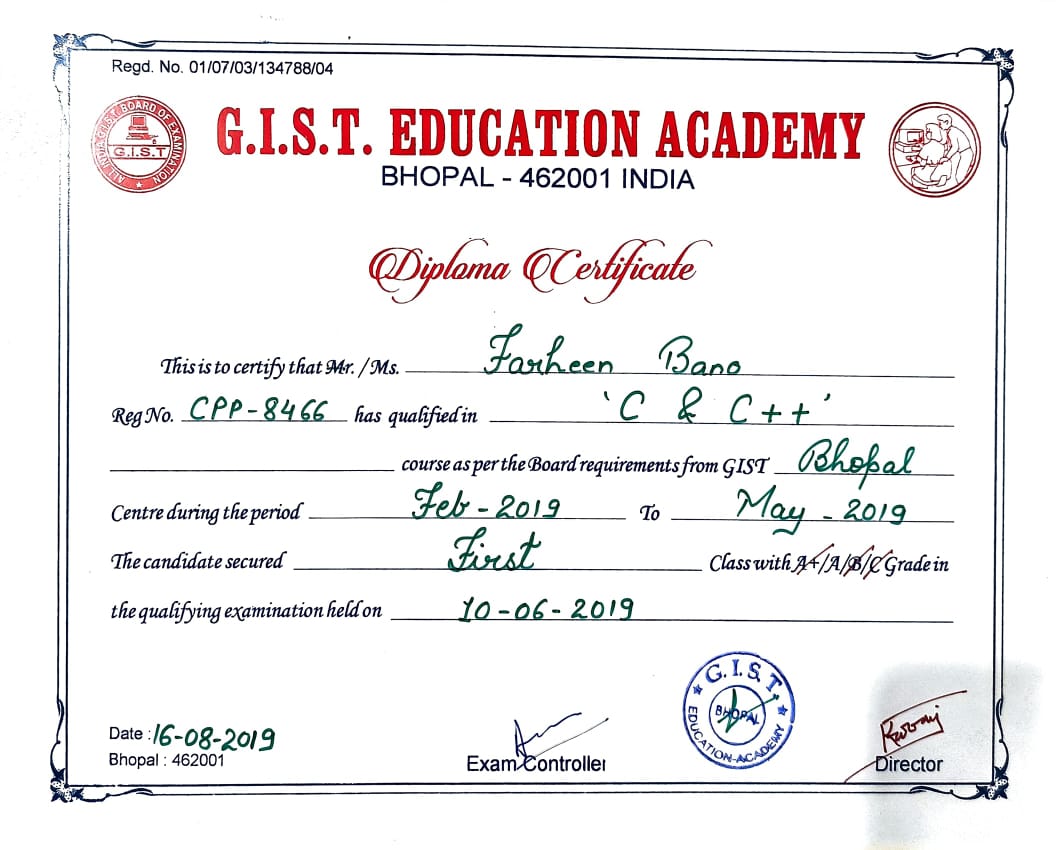 Regd. No. 01/07/03/134788/04
ALL INDIA G.I.S.T BOARD OF EXAMINATION
G.I.S.T
G.I.S.T. EDUCATION ACADEMY
BHOPAL - 462001 INDIA
Diploma Certificate
This is to certify that Mr. / Ms. Farheen Bano
Reg No. CPP-8466 has qualified in 'C & C++'
course as per the Board requirements from GIST Bhopal
Centre during the period Feb - 2019 To May - 2019
The candidate secured First Class with A+/A/B/C Grade in
the qualifying examination held on 10-06-2019
G.I.S.T.
BHOPAL
EDUCATION-ACADEMY
Date : 16-08-2019
Bhopal : 462001
Exam Controller
Director